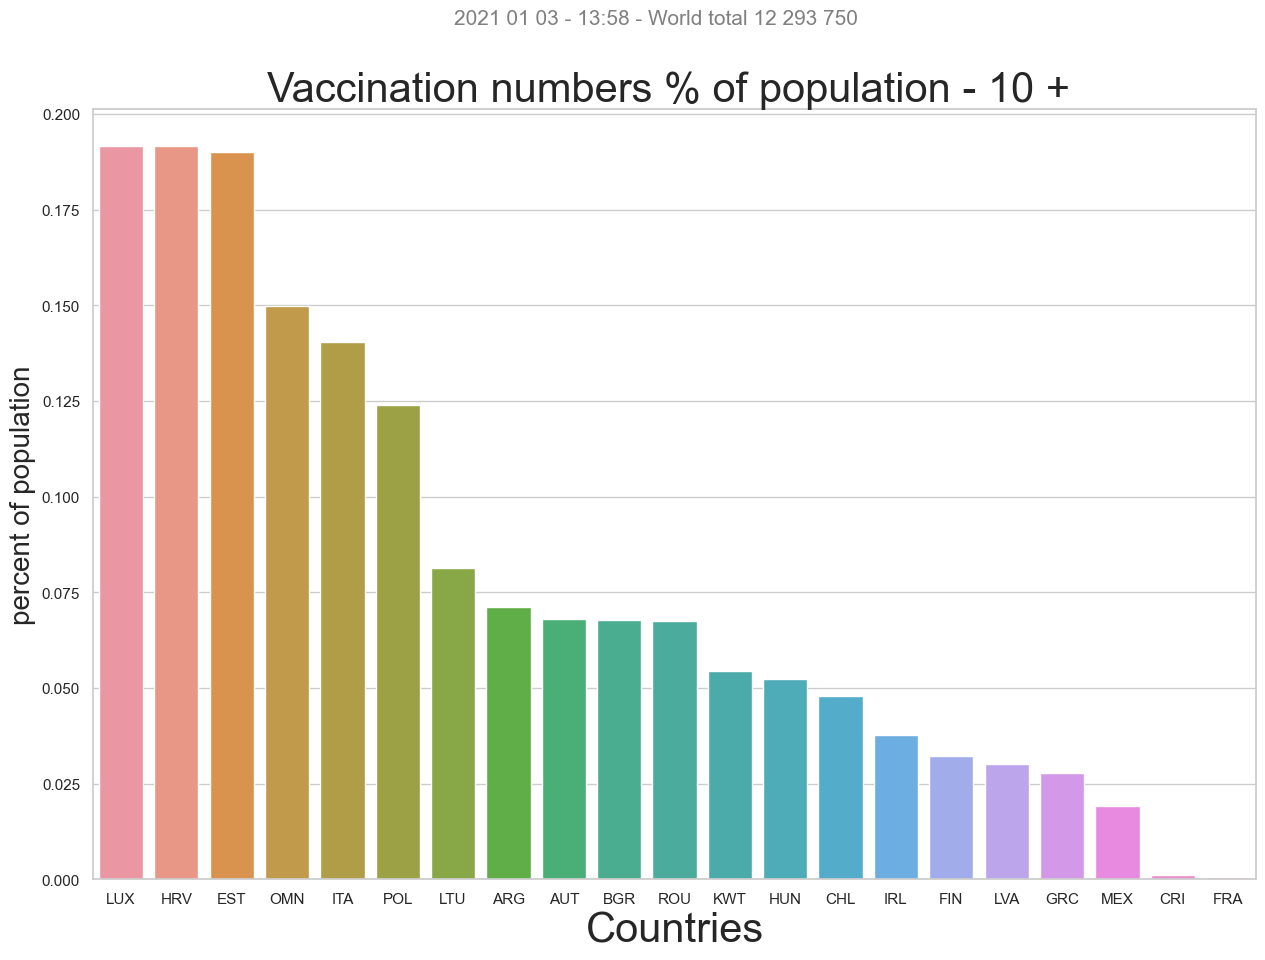 2021 01 03 - 13:58 - World total 12 293 750
Vaccination numbers % of population - 10 +
percent of population
0.200
0.175
0.150
0.125
0.100
0.075
0.050
0.025
0.000
LUX HRV EST OMN ITA POL LTU ARG AUT BGR ROU KWT HUN CHL IRL FIN LVA GRC MEX CRI FRA
Countries